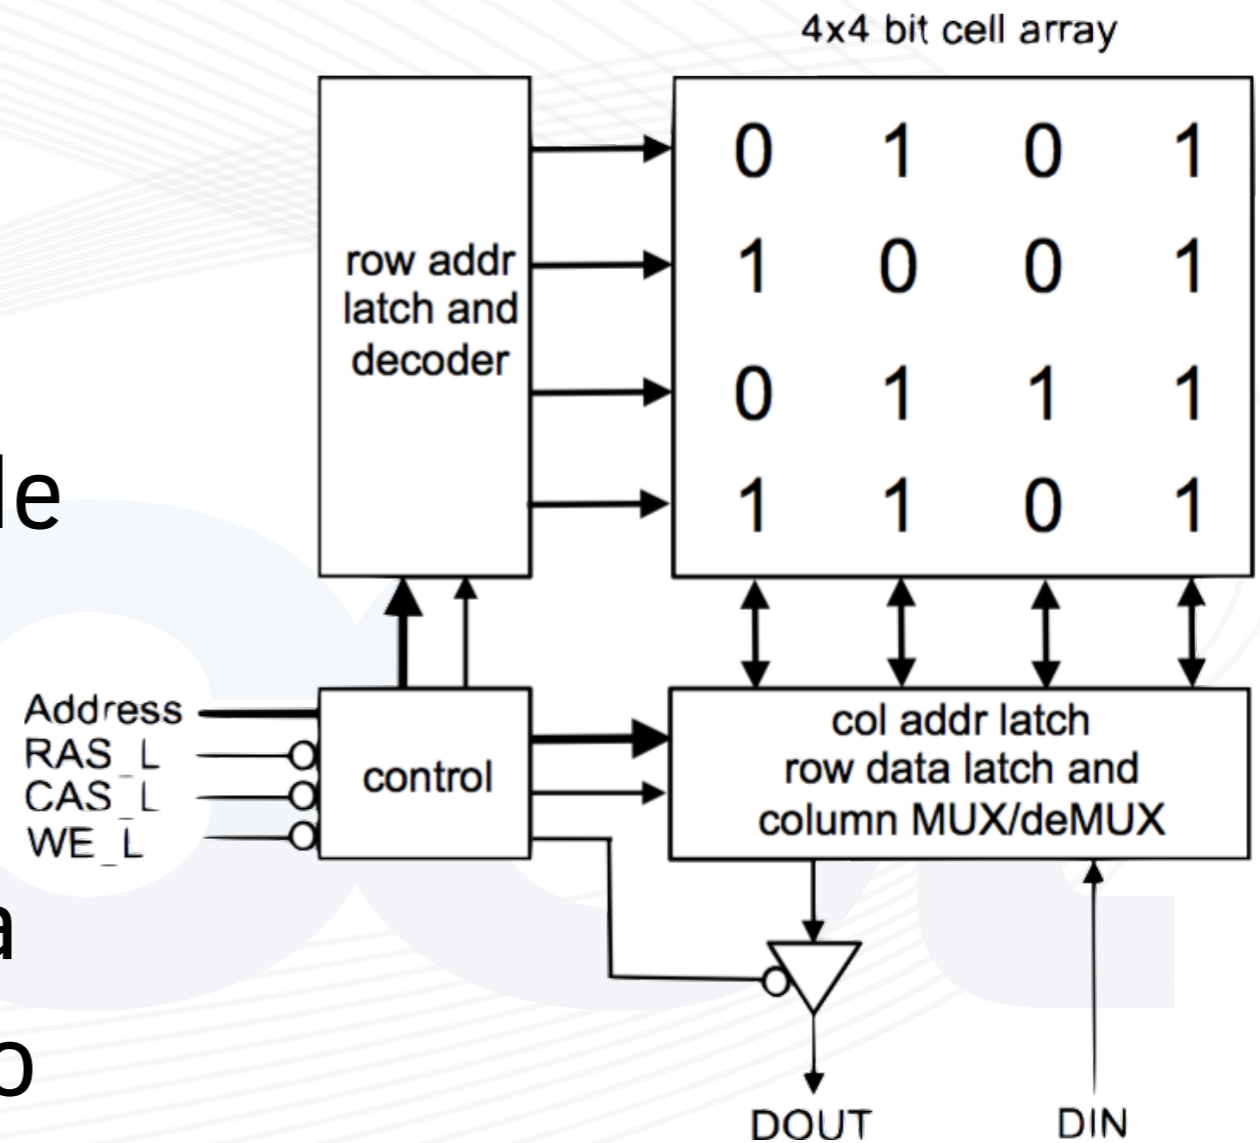 4x4 bit cell array
0 1 0 1
1 0 0 1
0 1 1 1
1 1 0 1
row addr
latch and
decoder
le
Address
RAS_L
CAS_L
WE_L
control
col addr latch
row data latch and
column MUX/deMUX
a
o
DOUT DIN